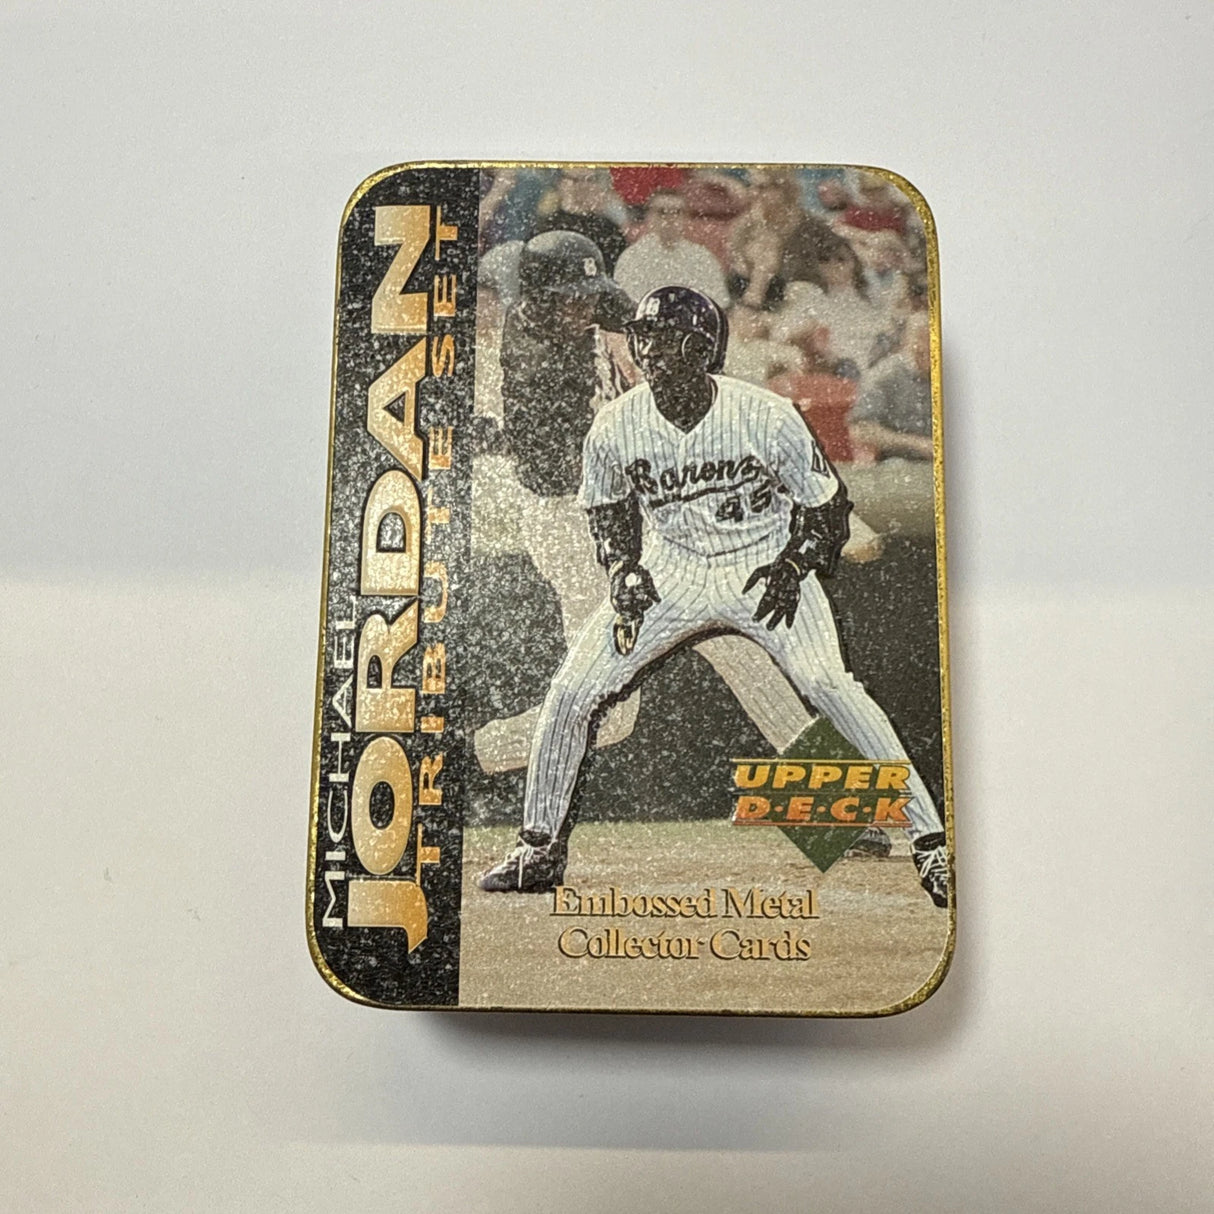 MICHAEL
JORDAN
TRIBUTE SET
B
B
Barons
45
UPPER
D·E·C·K
Embossed Metal
Collector Cards